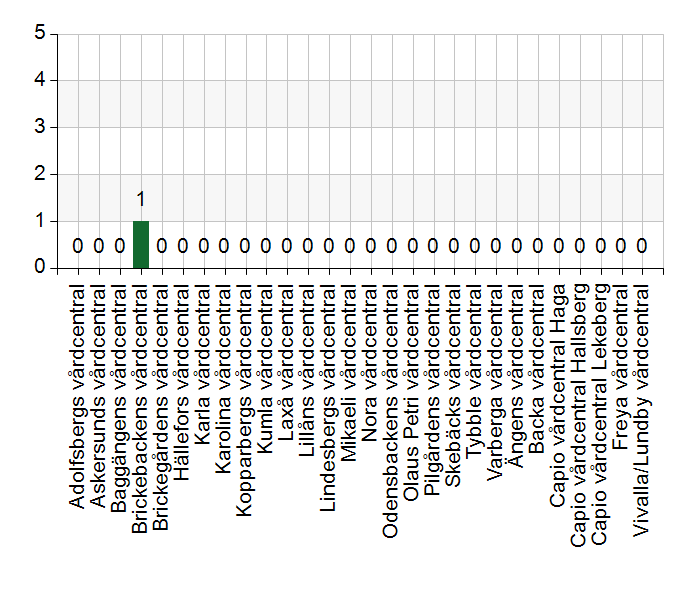 5
4
3
2
1
0
1
0 0 0 0 0 0 0 0 0 0 0 0 0 0 0 0 0 0 0 0 0 0 0 0 0 0 0
Adolfsbergs vårdcentral
Askersunds vårdcentral
Baggängens vårdcentral
Brickebackens vårdcentral
Brickegårdens vårdcentral
Hällefors vårdcentral
Karla vårdcentral
Karolina vårdcentral
Kopparbergs vårdcentral
Kumla vårdcentral
Laxå vårdcentral
Lillåns vårdcentral
Lindesbergs vårdcentral
Mikaeli vårdcentral
Nora vårdcentral
Odensbackens vårdcentral
Olaus Petri vårdcentral
Pilgårdens vårdcentral
Skebäcks vårdcentral
Tybble vårdcentral
Varberga vårdcentral
Ängens vårdcentral
Backa vårdcentral
Capio vårdcentral Haga
Capio vårdcentral Hallsberg
Capio vårdcentral Lekeberg
Freya vårdcentral
Vivalla/Lundby vårdcentral